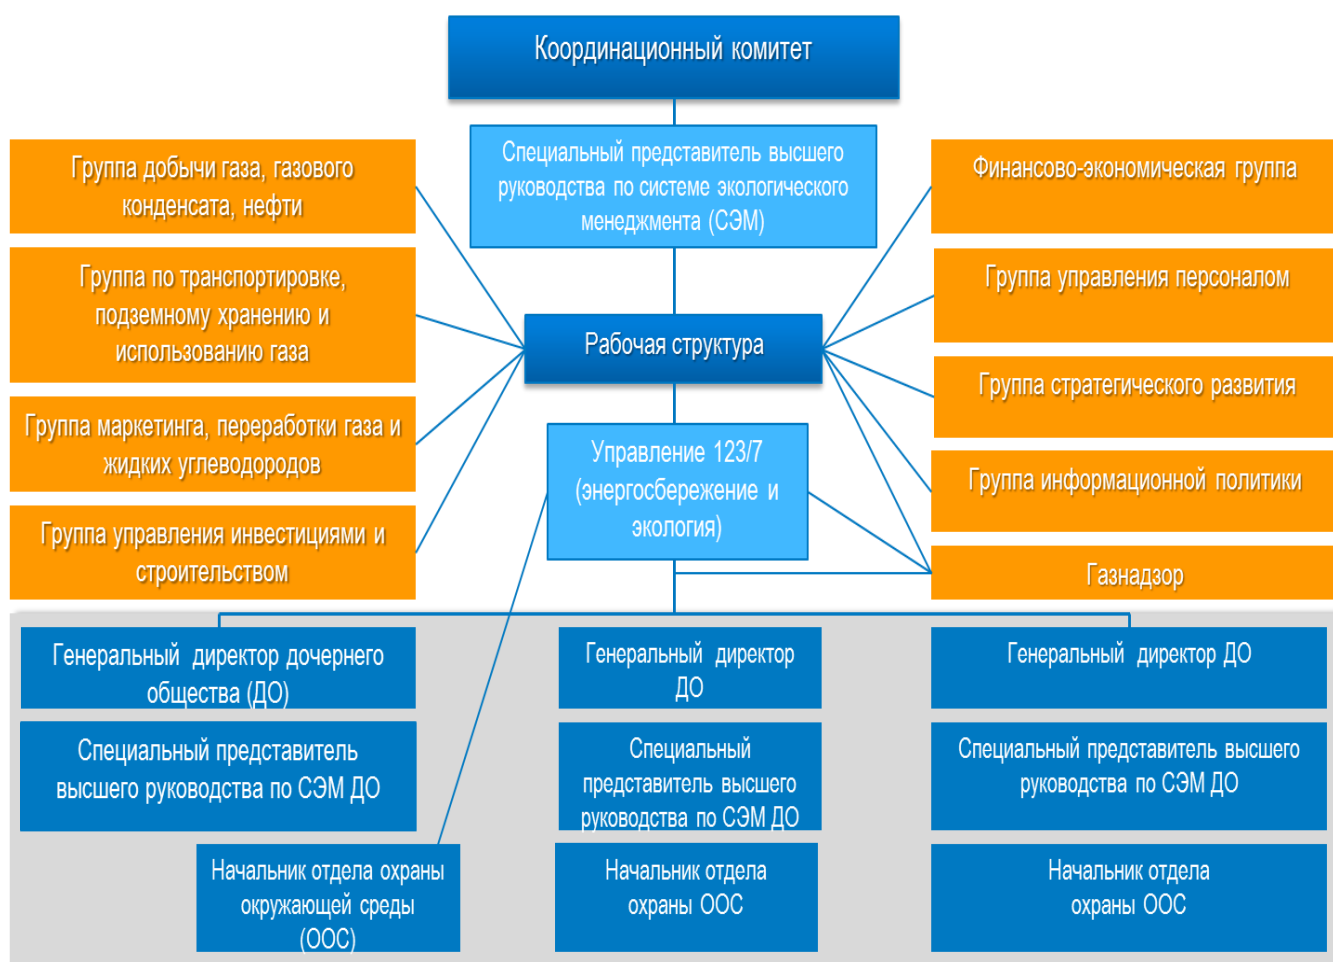 Координационный комитет
Специальный представитель высшего
руководства по системе экологического
менеджмента (СЭМ)
Группа добычи газа, газового
конденсата, нефти
Группа по транспортировке,
подземному хранению и
использованию газа
Группа маркетинга, переработки газа и
жидких углеводородов
Группа управления инвестициями и
строительством
Рабочая структура
Управление 123/7
(энергосбережение и
экология)
Финансово-экономическая группа
Группа управления персоналом
Группа стратегического развития
Группа информационной политики
Газнадзор
Генеральный директор дочернего
общества (ДО)
Специальный представитель
высшего руководства по СЭМ ДО
Начальник отдела охраны
окружающей среды
(ООС)
Генеральный директор
ДО
Специальный
представитель высшего
руководства по СЭМ ДО
Начальник отдела
охраны ООС
Генеральный директор ДО
Специальный представитель высшего
руководства по СЭМ ДО
Начальник отдела
охраны ООС